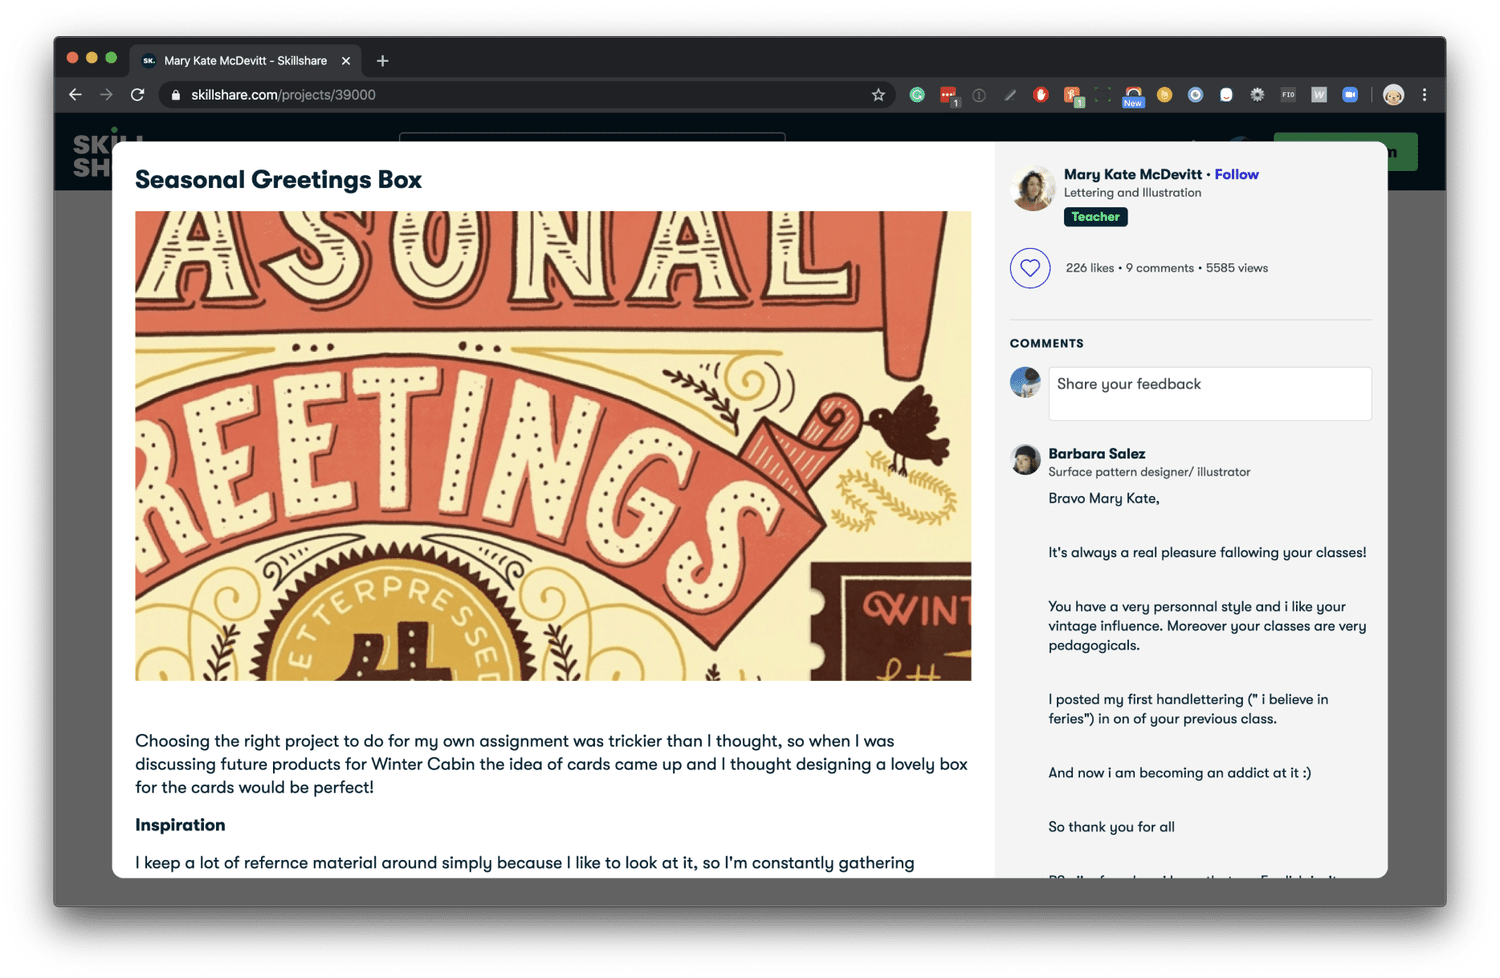 SK.
Mary Kate McDevitt - Skillshare
skillshare.com/projects/39000
1
1
New
FIO
W
Seasonal Greetings Box
ASONAL
REETINGS
LETTERPRESSED
4
WINT
Mary Kate McDevitt • Follow
Lettering and Illustration
Teacher
226 likes • 9 comments • 5585 views
COMMENTS
Share your feedback
Barbara Salez
Surface pattern designer/ illustrator
Bravo Mary Kate,
It's always a real pleasure fallowing your classes!
You have a very personnal style and i like your
vintage influence. Moreover your classes are very
pedagogicals.
I posted my first handlettering (" i believe in
feries") in on of your previous class.
And now i am becoming an addict at it :)
So thank you for all
Choosing the right project to do for my own assignment was trickier than I thought, so when I was
discussing future products for Winter Cabin the idea of cards came up and I thought designing a lovely box
for the cards would be perfect!
Inspiration
I keep a lot of refernce material around simply because I like to look at it, so I'm constantly gathering